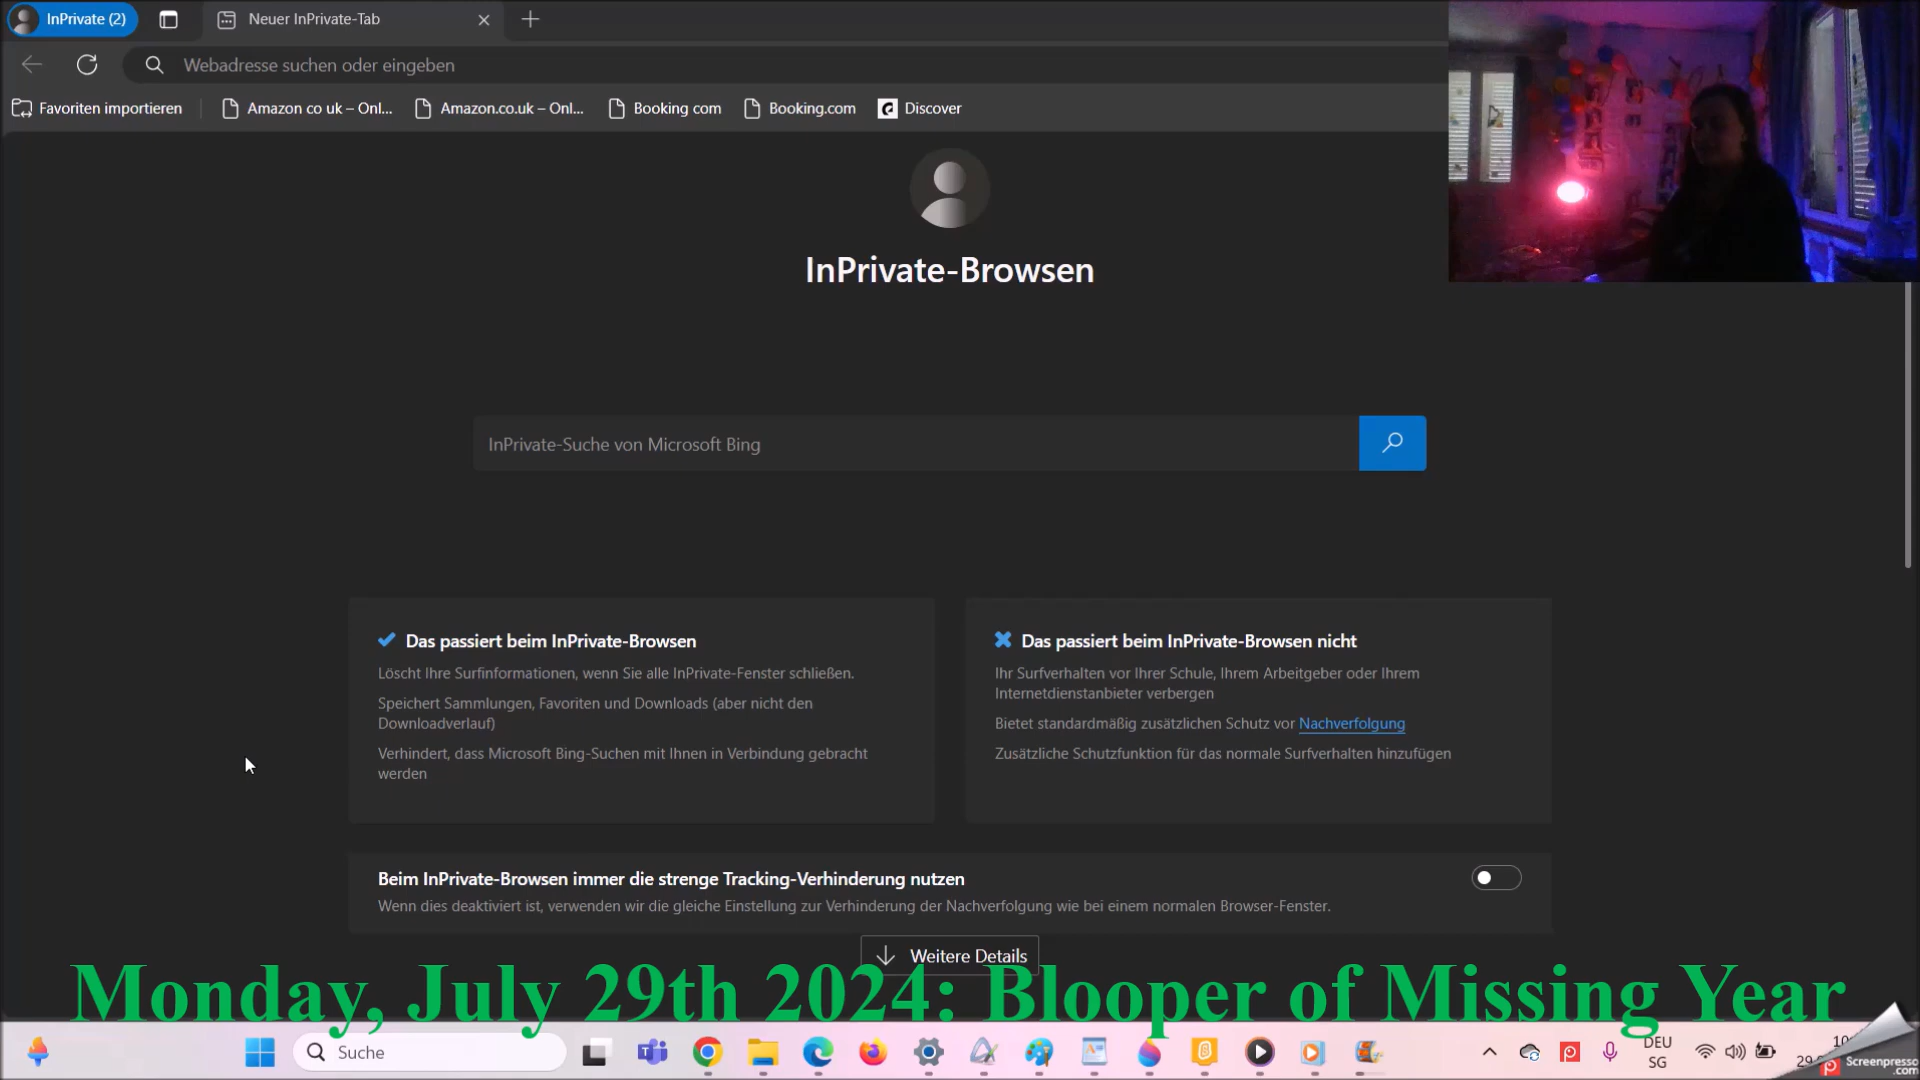 InPrivate (2)
Neuer InPrivate-Tab
Webadresse suchen oder eingeben
Favoriten importieren
Amazon co uk – Onl...
Amazon.co.uk – Onl...
Booking com
Booking.com
Discover
InPrivate-Browsen
InPrivate-Suche von Microsoft Bing
Das passiert beim InPrivate-Browsen
Löscht Ihre Surfinformationen, wenn Sie alle InPrivate-Fenster schließen.
Speichert Sammlungen, Favoriten und Downloads (aber nicht den
Downloadverlauf)
Verhindert, dass Microsoft Bing-Suchen mit Ihnen in Verbindung gebracht
werden
Das passiert beim InPrivate-Browsen nicht
Ihr Surfverhalten vor Ihrer Schule, Ihrem Arbeitgeber oder Ihrem
Internetdienstanbieter verbergen
Bietet standardmäßig zusätzlichen Schutz vor Nachverfolgung
Zusätzliche Schutzfunktion für das normale Surfverhalten hinzufügen
Beim InPrivate-Browsen immer die strenge Tracking-Verhinderung nutzen
Wenn dies deaktiviert ist, verwenden wir die gleiche Einstellung zur Verhinderung der Nachverfolgung wie bei einem normalen Browser-Fenster.
Weitere Details
Monday, July 29th 2024: Blooper of Missing Year
Suche
DEU
SG
Screenpresso
.com